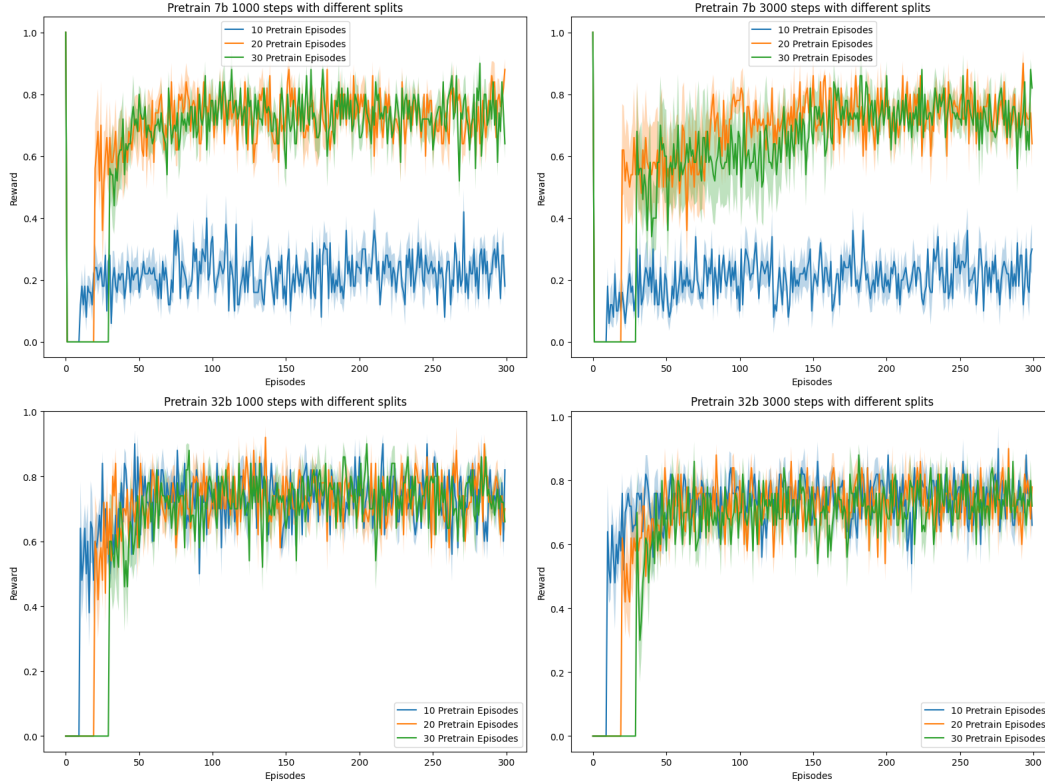 Pretrain 7b 1000 steps with different splits
10 Pretrain Episodes
20 Pretrain Episodes
30 Pretrain Episodes
Reward
1.0
0.8
0.6
0.4
0.2
0.0
0
50
100
150
200
250
300
Episodes
Pretrain 7b 3000 steps with different splits
10 Pretrain Episodes
20 Pretrain Episodes
30 Pretrain Episodes
Reward
1.0
0.8
0.6
0.4
0.2
0.0
0
50
100
150
200
250
300
Episodes
Pretrain 32b 1000 steps with different splits
Reward
1.0
0.8
0.6
0.4
0.2
0.0
10 Pretrain Episodes
20 Pretrain Episodes
30 Pretrain Episodes
0
50
100
150
200
250
300
Episodes
Pretrain 32b 3000 steps with different splits
Reward
1.0
0.8
0.6
0.4
0.2
0.0
10 Pretrain Episodes
20 Pretrain Episodes
30 Pretrain Episodes
0
50
100
150
200
250
300
Episodes